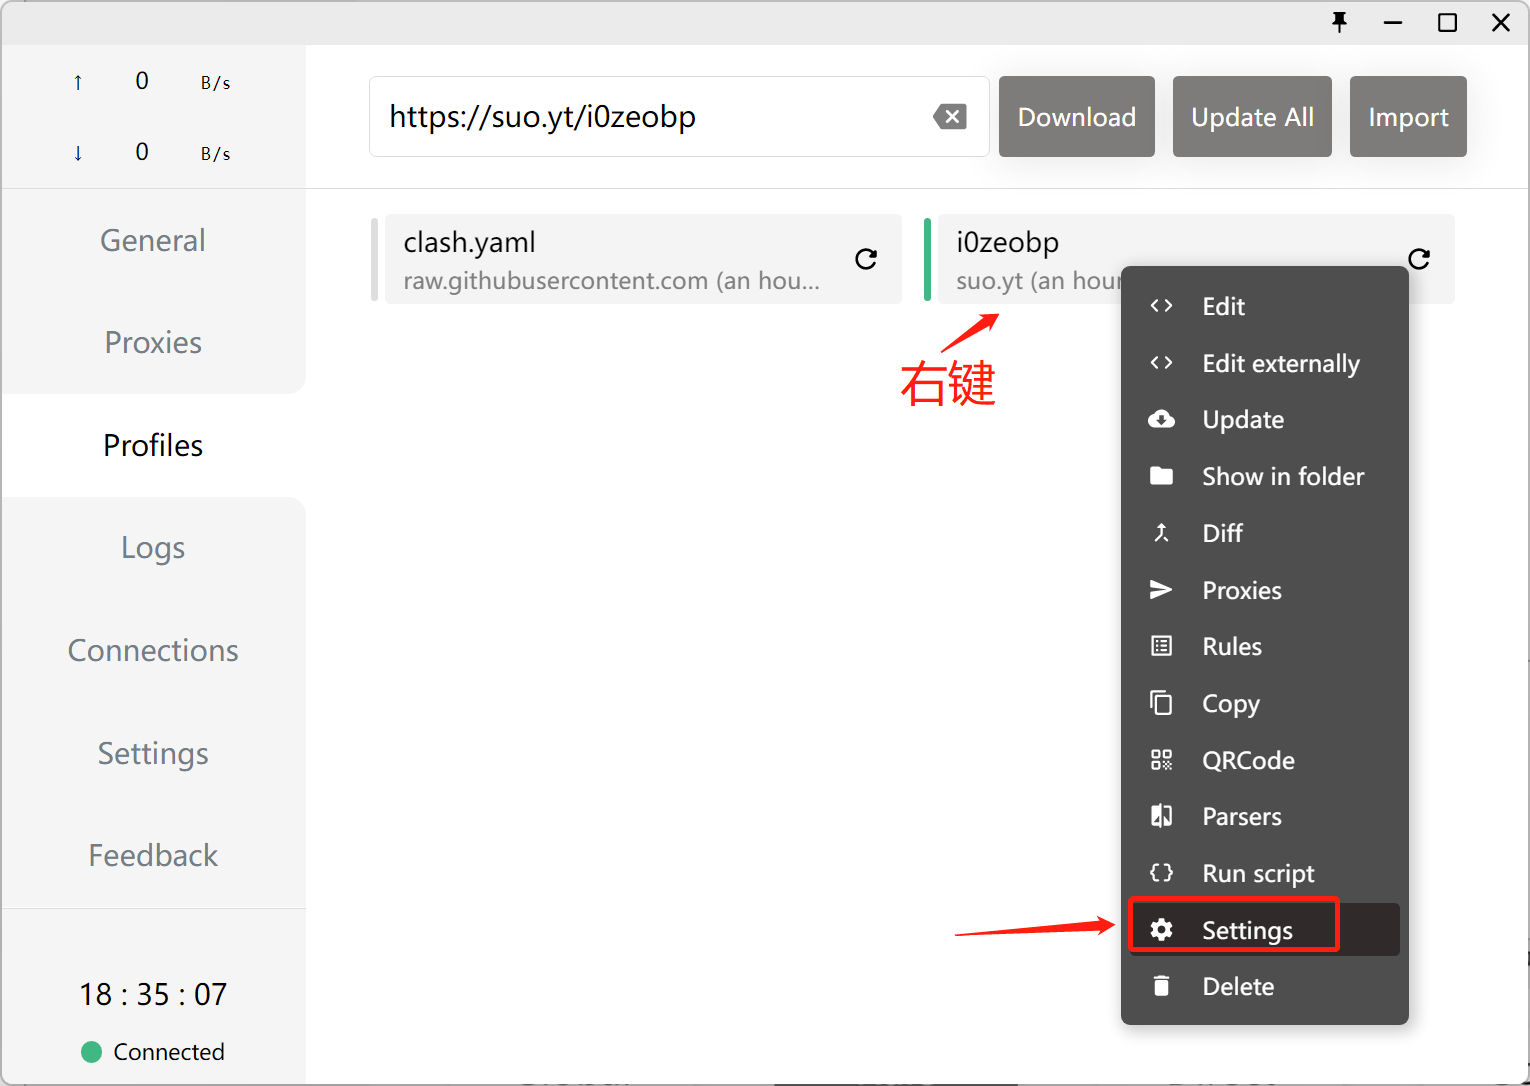 ↑ 0 B/s
↓ 0 B/s
General
Proxies
Profiles
Logs
Connections
Settings
Feedback
18 : 35 : 07
Connected
https://suo.yt/i0zeobp
Download
Update All
Import
clash.yaml
raw.githubusercontent.com (an hou...
i0zeobp
suo.yt (an hour
右键
Edit
Edit externally
Update
Show in folder
Diff
Proxies
Rules
Copy
QRCode
Parsers
Run script
Settings
Delete